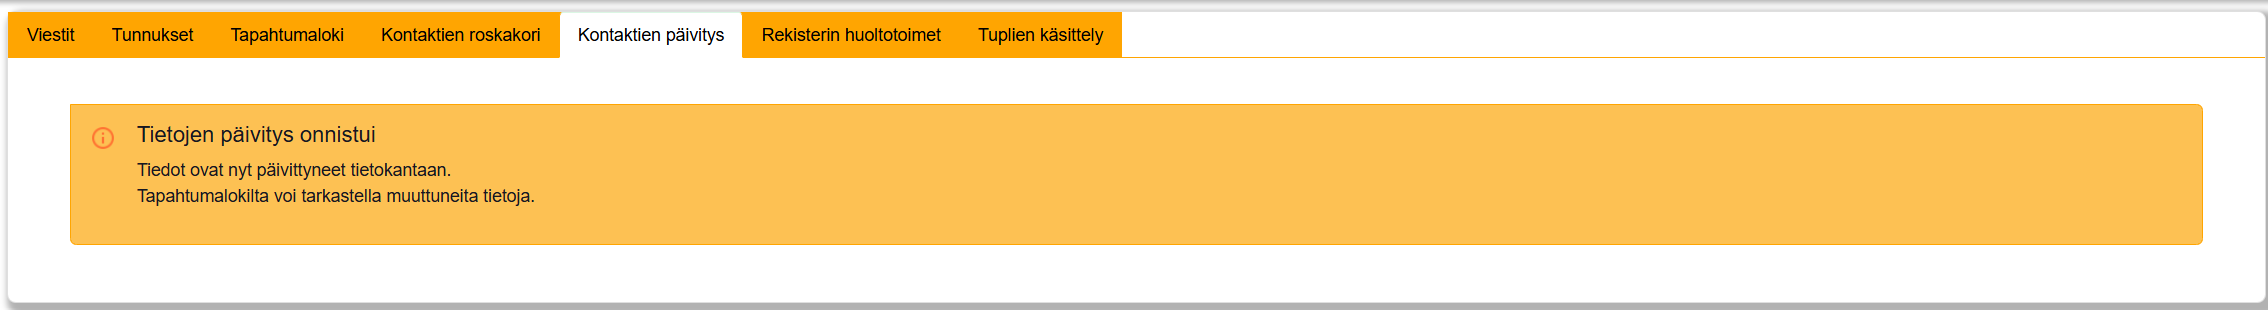 Viestit Tunnukset Tapahtumaloki Kontaktien roskakori Kontaktien päivitys Rekisterin huoltotoimet Tuplien käsittely
Tietojen päivitys onnistui
Tiedot ovat nyt päivittyneet tietokantaan.
Tapahtumalokilta voi tarkastella muuttuneita tietoja.